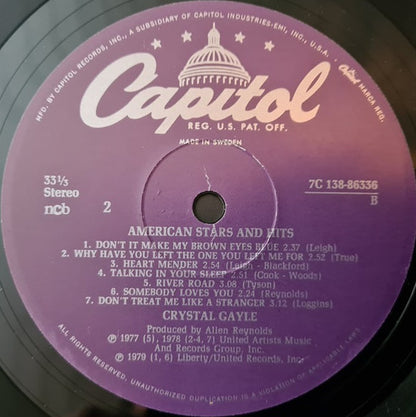 MFD. BY CAPITOL RECORDS, INC., A SUBSIDIARY OF CAPITOL INDUSTRIES-EMI, INC., U.S.A.
Capitol MARCA REG.
Capitol
REG. U.S. PAT. OFF.
MADE IN SWEDEN
33⅓
Stereo
7C 138-86336
B
ncb
2
AMERICAN STARS AND HITS
1. DON'T IT MAKE MY BROWN EYES BLUE 2.37 (Leigh)
2. WHY HAVE YOU LEFT THE ONE YOU LEFT ME FOR 2.52 (True)
3. HEART MENDER 2.54 (Leigh - Blackford)
4. TALKING IN YOUR SLEEP 2.51 (Cook - Woods)
5. RIVER ROAD 3.08 (Tyson)
6. SOMEBODY LOVES YOU 2.24 (Reynolds)
7. DON'T TREAT ME LIKE A STRANGER 3.12 (Loggins)
CRYSTAL GAYLE
Produced by Allen Reynolds
℗ 1977 (5), 1978 (2-4, 7) United Artists Music
And Records Group, Inc.
℗ 1979 (1, 6) Liberty/United Records, Inc.
ALL RIGHTS RESERVED. UNAUTHORIZED DUPLICATION IS A VIOLATION OF APPLICABLE LAWS